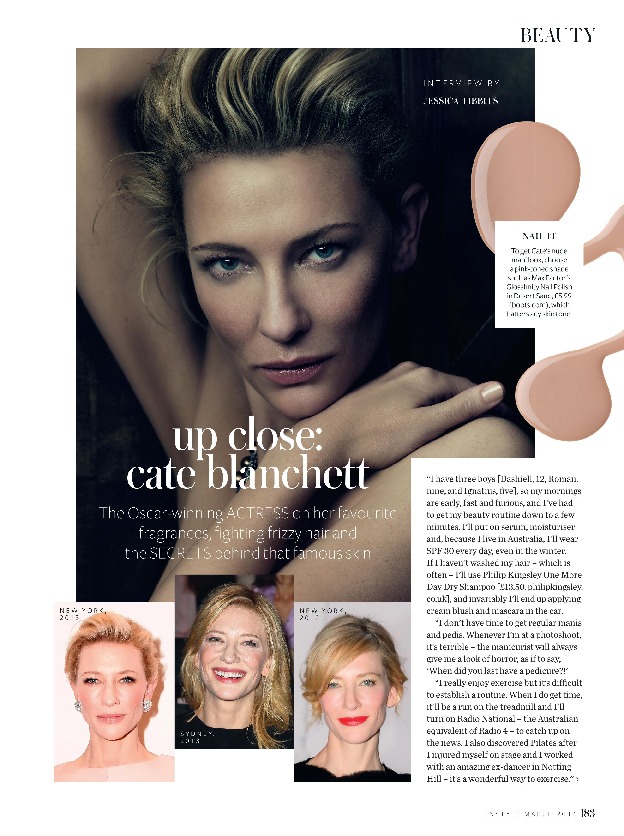 BEAUTY
INTERVIEW BY
JESSICA TIBBITS
NAIL IT
To get Cate's nude
mani look, choose
a pink-toned shade
such as Max Factor's
Glossfinity Nail Polish
in Desert Sand, £5.99
(boots.com), which
flatters any skin tone
up close:
cate blanchett
The Oscar-winning ACTRESS on her favourite
fragrances, fighting frizzy hair and
the SECRETS behind that famous skin
"I have three boys [Dashiell, 12, Roman,
nine, and Ignatius, five], so my mornings
are early, fast and furious, and I've had
to get my beauty routine down to a few
minutes. I'll put on serum, moisturiser
and, because I live in Australia, I'll wear
SPF 30 every day, even in the winter.
If I haven't washed my hair – which is
often – I'll use Philip Kingsley One More
Day Dry Shampoo [£13.50, philipkingsley.
co.uk], and invariably I'll end up applying
cream blush and mascara in the car.
"I don't have time to get regular manis
and pedis. Whenever I'm at a photoshoot,
it's terrible – the manicurist will always
give me a look of horror, as if to say,
'When did you last have a pedicure?!'
"I really enjoy exercise but it's difficult
to establish a routine. When I do get time,
it'll be a run on the treadmill and I'll
turn on Radio National – the Australian
equivalent of Radio 4 – to catch up on
the news. I also discovered Pilates after
I injured myself on stage and I worked
with an amazing ex-dancer in Notting
Hill – it's a wonderful way to exercise." ›
NEW YORK,
SYDNEY,
2013
NEW YORK,
MARCH
183